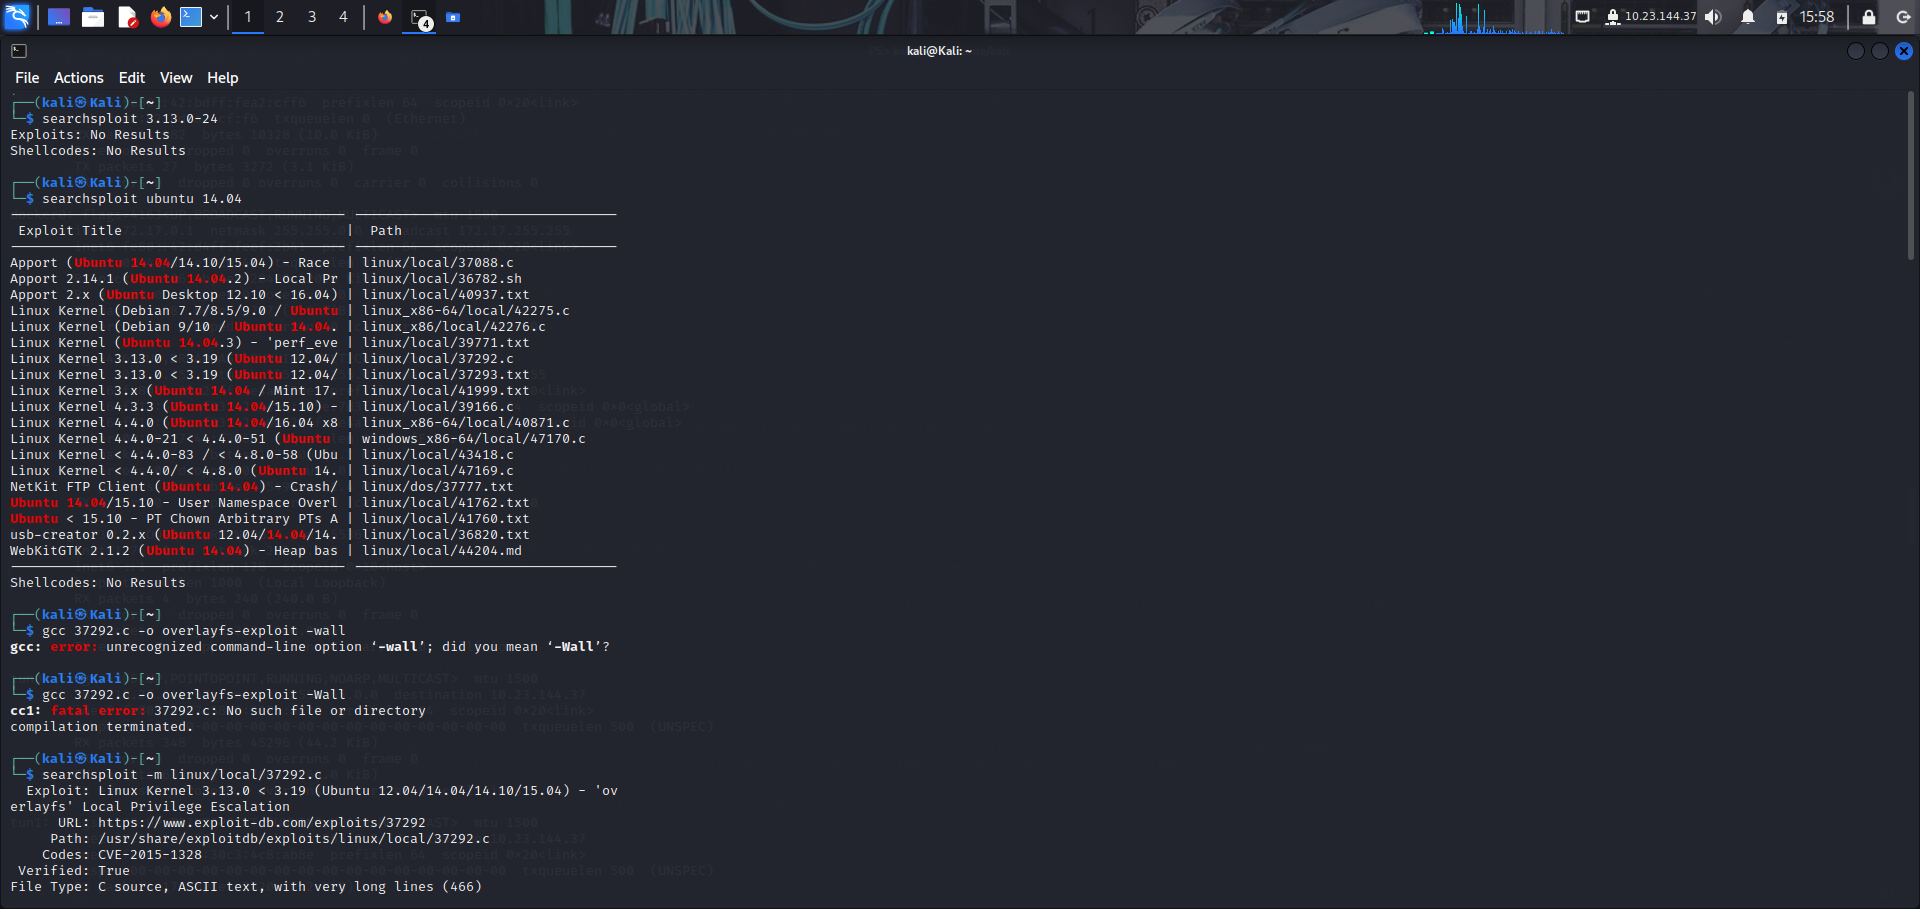 1 2 3 4 4 10.23.144.37 15:58
kali@Kali: ~
File Actions Edit View Help
┌──(kali㉿Kali)-[~]
└─$ searchsploit 3.13.0-24
Exploits: No Results
Shellcodes: No Results
┌──(kali㉿Kali)-[~]
└─$ searchsploit ubuntu 14.04
Exploit Title | Path
Apport (Ubuntu 14.04/14.10/15.04) - Race | linux/local/37088.c
Apport 2.14.1 (Ubuntu 14.04.2) - Local Pr | linux/local/36782.sh
Apport 2.x (Ubuntu Desktop 12.10 < 16.04) | linux/local/40937.txt
Linux Kernel (Debian 7.7/8.5/9.0 / Ubuntu | linux_x86-64/local/42275.c
Linux Kernel (Debian 9/10 / Ubuntu 14.04. | linux_x86/local/42276.c
Linux Kernel (Ubuntu 14.04.3) - 'perf_eve | linux/local/39771.txt
Linux Kernel 3.13.0 < 3.19 (Ubuntu 12.04/ | linux/local/37292.c
Linux Kernel 3.13.0 < 3.19 (Ubuntu 12.04/ | linux/local/37293.txt
Linux Kernel 3.x (Ubuntu 14.04 / Mint 17. | linux/local/41999.txt
Linux Kernel 4.3.3 (Ubuntu 14.04/15.10) - | linux/local/39166.c
Linux Kernel 4.4.0 (Ubuntu 14.04/16.04 x8 | linux_x86-64/local/40871.c
Linux Kernel 4.4.0-21 < 4.4.0-51 (Ubuntu | windows_x86-64/local/47170.c
Linux Kernel < 4.4.0-83 / < 4.8.0-58 (Ubu | linux/local/43418.c
Linux Kernel < 4.4.0/ < 4.8.0 (Ubuntu 14. | linux/local/47169.c
NetKit FTP Client (Ubuntu 14.04) - Crash/ | linux/dos/37777.txt
Ubuntu 14.04/15.10 - User Namespace Overl | linux/local/41762.txt
Ubuntu < 15.10 - PT Chown Arbitrary PTs A | linux/local/41760.txt
usb-creator 0.2.x (Ubuntu 12.04/14.04/14. | linux/local/36820.txt
WebKitGTK 2.1.2 (Ubuntu 14.04) - Heap bas | linux/local/44204.md
Shellcodes: No Results
┌──(kali㉿Kali)-[~]
└─$ gcc 37292.c -o overlayfs-exploit -wall
gcc: error: unrecognized command-line option ‘-wall’; did you mean ‘-Wall’?
┌──(kali㉿Kali)-[~]
└─$ gcc 37292.c -o overlayfs-exploit -Wall
cc1: fatal error: 37292.c: No such file or directory
compilation terminated.
┌──(kali㉿Kali)-[~]
└─$ searchsploit -m linux/local/37292.c
Exploit: Linux Kernel 3.13.0 < 3.19 (Ubuntu 12.04/14.04/14.10/15.04) - 'ov
erlayfs' Local Privilege Escalation
URL: https://www.exploit-db.com/exploits/37292
Path: /usr/share/exploitdb/exploits/linux/local/37292.c
Codes: CVE-2015-1328
Verified: True
File Type: C source, ASCII text, with very long lines (466)